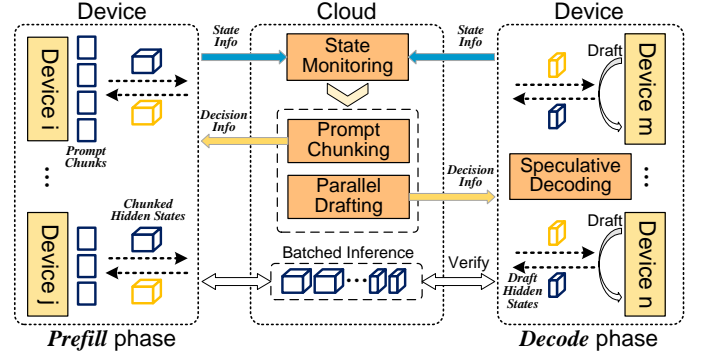 Device
Cloud
Device
Device i
Prompt
Chunks
...
Chunked
Hidden States
Device j
Prefill phase
State
Info
Decision
Info
State
Monitoring
Prompt
Chunking
Parallel
Drafting
Batched Inference
...
State
Info
Decision
Info
Verify
Draft
Device m
Speculative
Decoding
...
Draft
Draft
Hidden
States
Device n
Decode phase